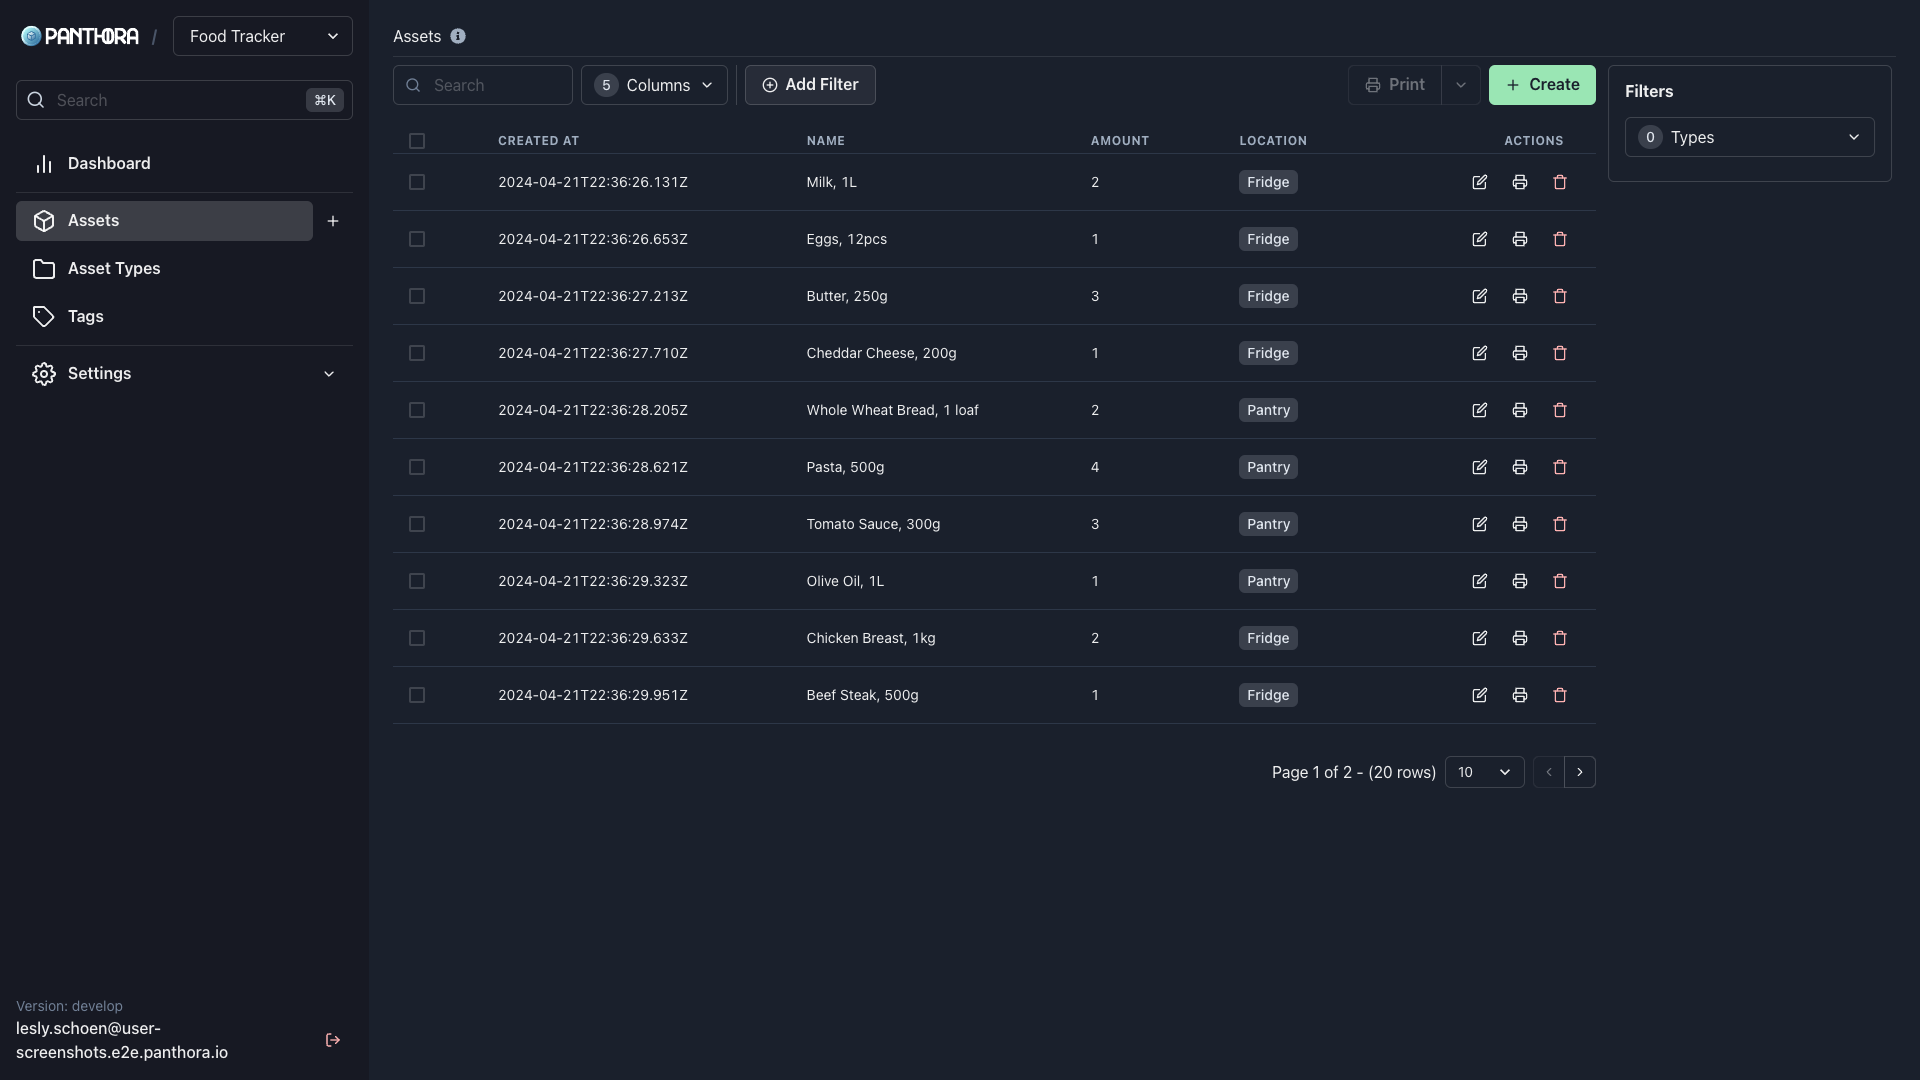 PANTHORA / Food Tracker
Search ⌘K
Dashboard
Assets +
Asset Types
Tags
Settings
Version: develop
lesly.schoen@user-
screenshots.e2e.panthora.io
Assets
Search 5 Columns Add Filter Print + Create
CREATED AT NAME AMOUNT LOCATION ACTIONS
2024-04-21T22:36:26.131Z Milk, 1L 2 Fridge
2024-04-21T22:36:26.653Z Eggs, 12pcs 1 Fridge
2024-04-21T22:36:27.213Z Butter, 250g 3 Fridge
2024-04-21T22:36:27.710Z Cheddar Cheese, 200g 1 Fridge
2024-04-21T22:36:28.205Z Whole Wheat Bread, 1 loaf 2 Pantry
2024-04-21T22:36:28.621Z Pasta, 500g 4 Pantry
2024-04-21T22:36:28.974Z Tomato Sauce, 300g 3 Pantry
2024-04-21T22:36:29.323Z Olive Oil, 1L 1 Pantry
2024-04-21T22:36:29.633Z Chicken Breast, 1kg 2 Fridge
2024-04-21T22:36:29.951Z Beef Steak, 500g 1 Fridge
Page 1 of 2 - (20 rows) 10
Filters
0 Types